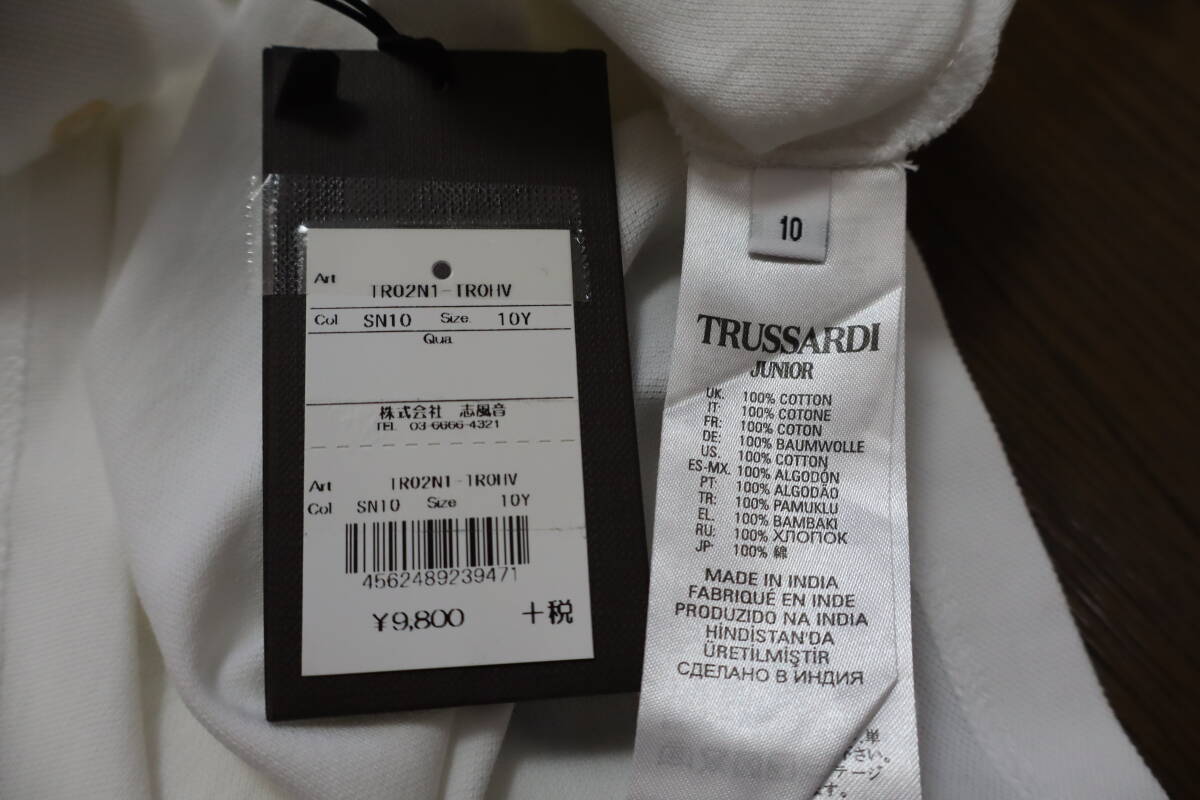 Art TR02N1-TR0HV
Col SN10 Size. 10Y
Qua
株式会社 志風音
TEL 03-6666-4321
Art TR02N1-TR0HV
Col SN10 Size 10Y
4562489239471
¥9,800 +税
10
TRUSSARDI
JUNIOR
UK. 100% COTTON
IT: 100% COTONE
FR: 100% COTON
DE: 100% BAUMWOLLE
US. 100% COTTON
ES-MX. 100% ALGODÓN
PT: 100% ALGODÃO
TR: 100% PAMUKLU
EL. 100% BAMBAKI
RU: 100% ХЛОПОК
JP: 100% 綿
MADE IN INDIA
FABRIQUÉ EN INDE
PRODUZIDO NA INDIA
HİNDİSTAN'DA
ÜRETİLMİŞTİR
СДЕЛАНО В ИНДИЯ